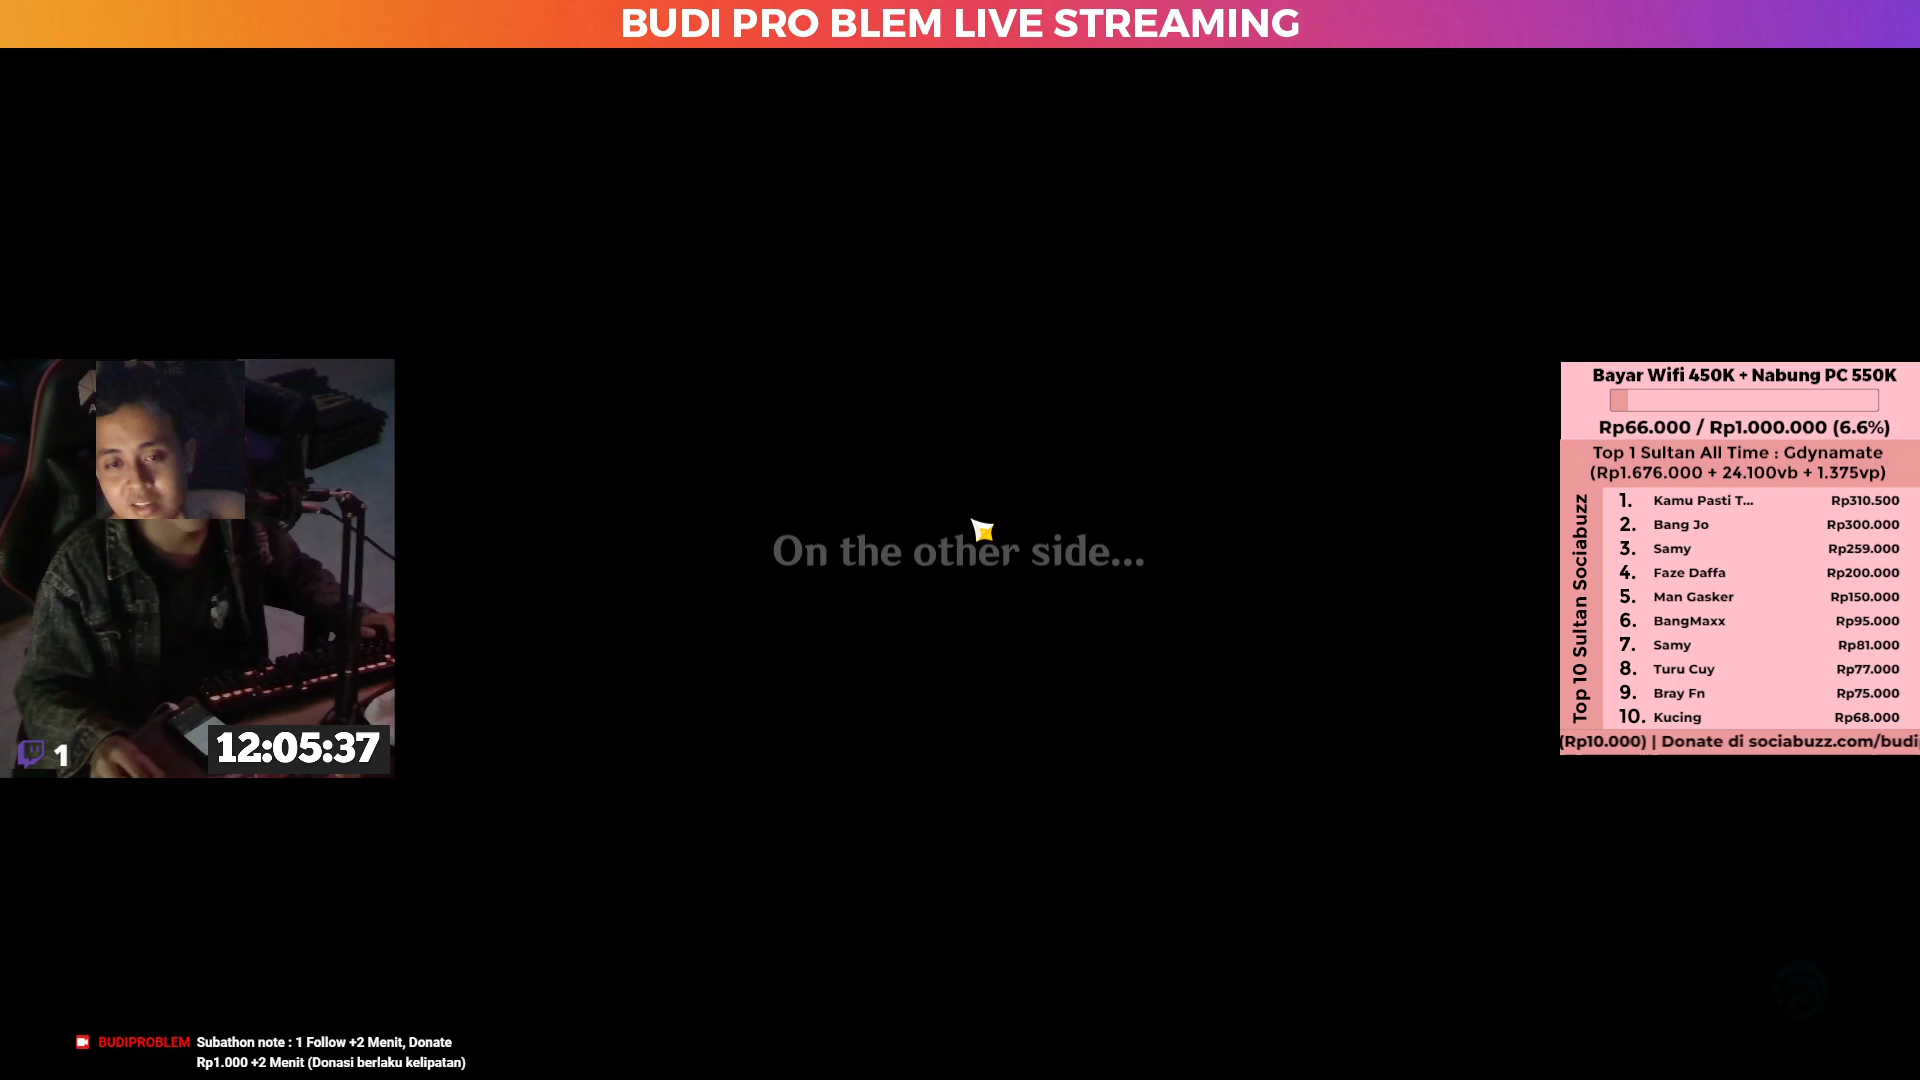 BUDI PRO BLEM LIVE STREAMING
Bayar Wifi 450K + Nabung PC 550K
Rp66.000 / Rp1.000.000 (6.6%)
Top 1 Sultan All Time : Gdynamate
(Rp1.676.000 + 24.100vb + 1.375vp)
Top 10 Sultan Sociabuzz
1. Kamu Pasti T... Rp310.500
2. Bang Jo Rp300.000
3. Samy Rp259.000
4. Faze Daffa Rp200.000
5. Man Gasker Rp150.000
6. BangMaxx Rp95.000
7. Samy Rp81.000
8. Turu Cuy Rp77.000
9. Bray Fn Rp75.000
10. Kucing Rp68.000
(Rp10.000) | Donate di sociabuzz.com/budi
On the other side...
1
12:05:37
BUDIPROBLEM Subathon note : 1 Follow +2 Menit, Donate
Rp1.000 +2 Menit (Donasi berlaku kelipatan)